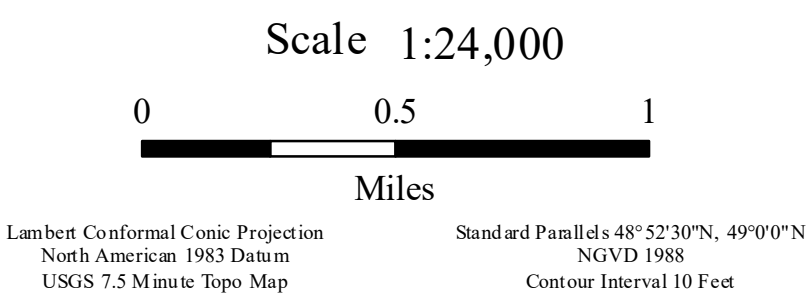 Scale 1:24,000
0 0.5 1
Miles
Lambert Conformal Conic Projection
North American 1983 Datum
USGS 7.5 Minute Topo Map
Standard Parallels 48°52'30"N, 49°0'0"N
NGVD 1988
Contour Interval 10 Feet